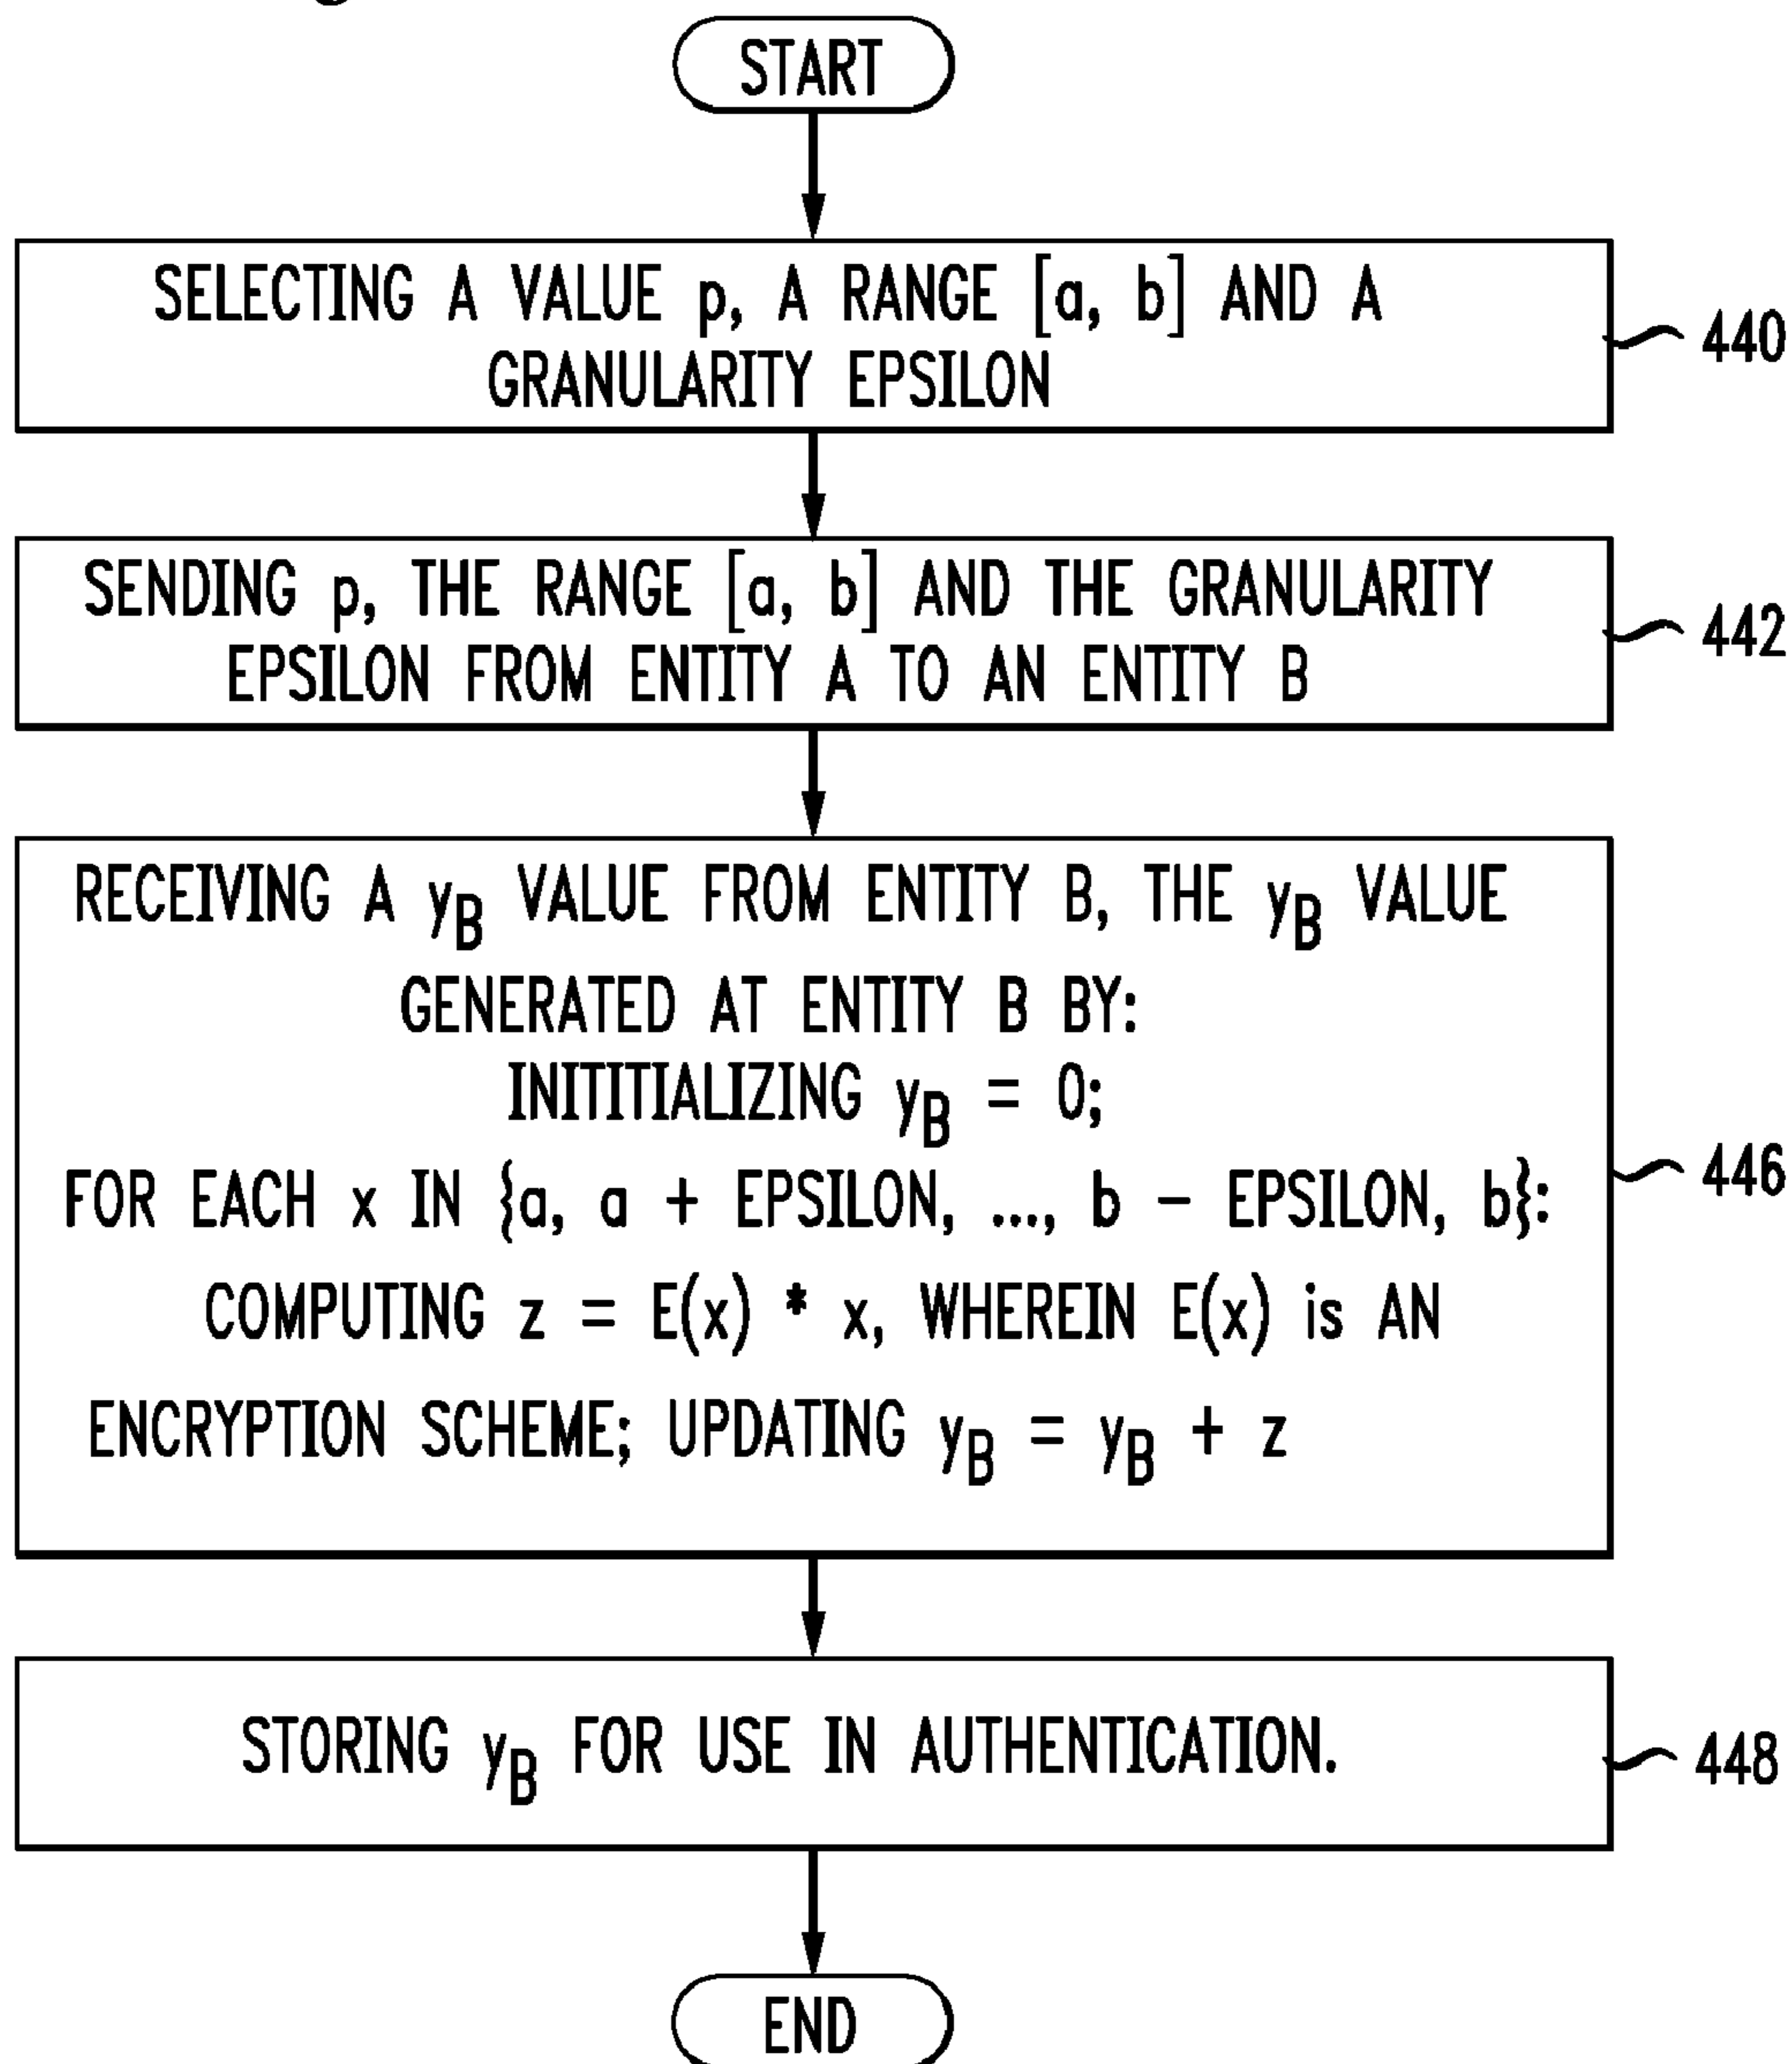 START
SELECTING A VALUE p, A RANGE [a, b] AND A
GRANULARITY EPSILON
440
SENDING p, THE RANGE [a, b] AND THE GRANULARITY
EPSILON FROM ENTITY A TO AN ENTITY B
442
RECEIVING A yB VALUE FROM ENTITY B, THE yB VALUE
GENERATED AT ENTITY B BY:
INITITIALIZING yB = 0;
FOR EACH x IN {a, a + EPSILON, ..., b - EPSILON, b}:
COMPUTING z = E(x) * x, WHEREIN E(x) is AN
ENCRYPTION SCHEME; UPDATING yB = yB + z
446
STORING yB FOR USE IN AUTHENTICATION.
448
END